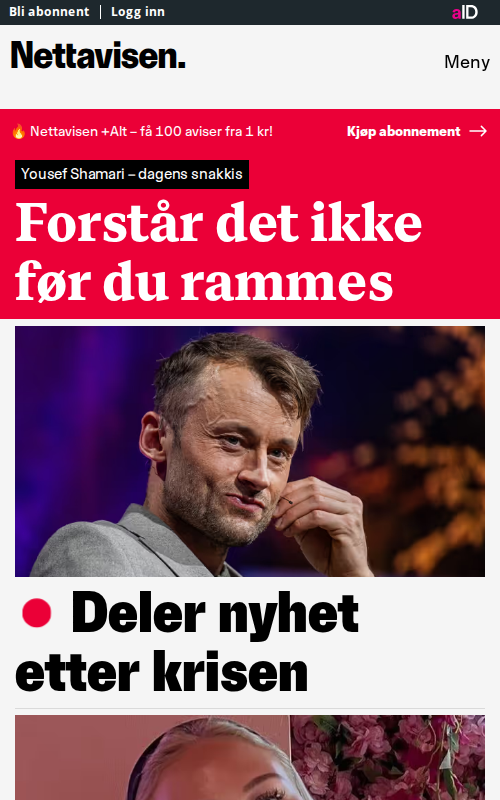 Bli abonnent | Logg inn
aID
Nettavisen.
Meny
🔥 Nettavisen +Alt – få 100 aviser fra 1 kr!
Kjøp abonnement →
Yousef Shamari – dagens snakkis
Forstår det ikke
før du rammes
Deler nyhet
etter krisen